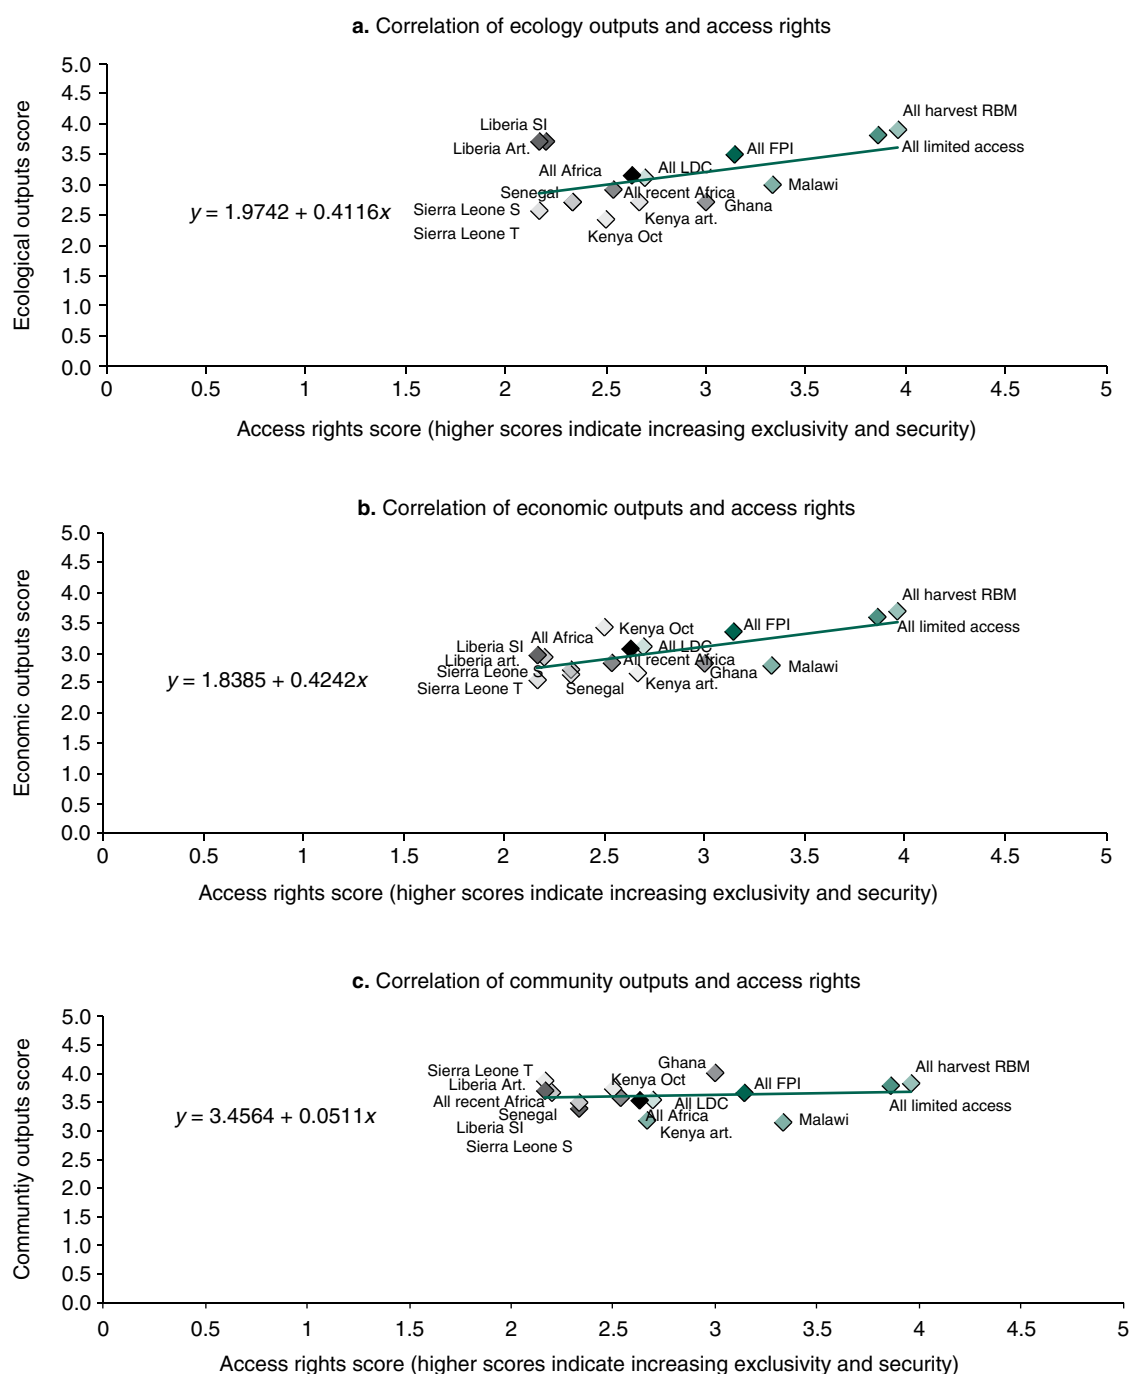 a. Correlation of ecology outputs and access rights
5.0
4.5
4.0
3.5
3.0
2.5
2.0
1.5
1.0
0.5
0.0
Ecological outputs score
Liberia SI
Liberia Art.
All Africa
Senegal
Sierra Leone S
Sierra Leone T
All LDC
All recent Africa
Kenya art.
Kenya Oct
Ghana
All FPI
Malawi
All harvest RBM
All limited access
y = 1.9742 + 0.4116x
0 0.5 1 1.5 2 2.5 3 3.5 4 4.5 5
Access rights score (higher scores indicate increasing exclusivity and security)
b. Correlation of economic outputs and access rights
5.0
4.5
4.0
3.5
3.0
2.5
2.0
1.5
1.0
0.5
0.0
Economic outputs score
All Africa
Liberia SI
Liberia art.
Sierra Leone S
Sierra Leone T
Senegal
Kenya Oct
All LDC
All recent Africa
Kenya art.
Ghana
All FPI
Malawi
All harvest RBM
All limited access
y = 1.8385 + 0.4242x
0 0.5 1 1.5 2 2.5 3 3.5 4 4.5 5
Access rights score (higher scores indicate increasing exclusivity and security)
c. Correlation of community outputs and access rights
5.0
4.5
4.0
3.5
3.0
2.5
2.0
1.5
1.0
0.5
0.0
Communtiy outputs score
Sierra Leone T
Liberia Art.
All recent Africa
Senegal
Liberia SI
Sierra Leone S
Ghana
Kenya Oct
All LDC
All Africa
Kenya art.
All FPI
Malawi
All harvest RBM
All limited access
y = 3.4564 + 0.0511x
0 0.5 1 1.5 2 2.5 3 3.5 4 4.5 5
Access rights score (higher scores indicate increasing exclusivity and security)